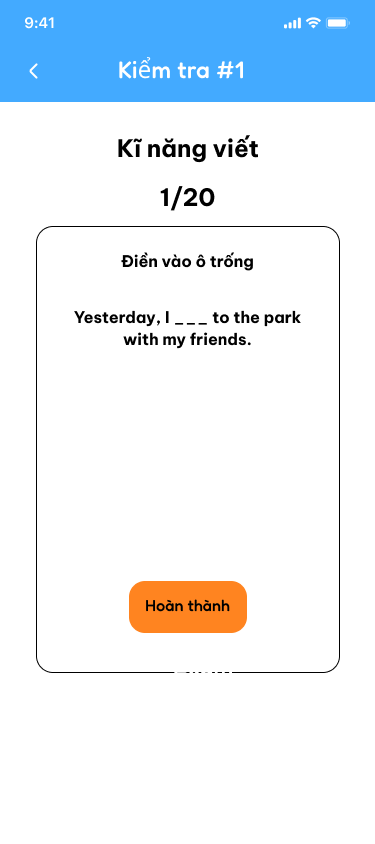 9:41
Kiểm tra #1
Kĩ năng viết
1/20
Điền vào ô trống
Yesterday, I _ _ _ to the park
with my friends.
Hoàn thành